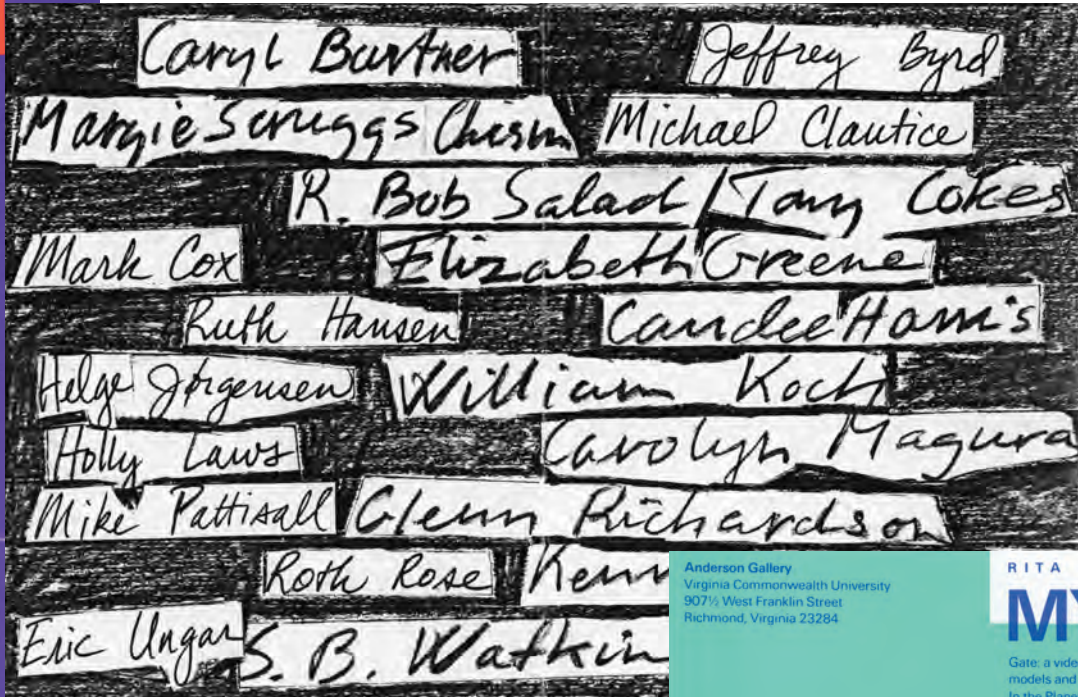 Caryl Burtner Jeffrey Byrd
Margie Scruggs Chism Michael Clautice
R. Bob Salad Tony Cokes
Mark Cox Elizabeth Greene
Ruth Hansen Candee Harris
Helge Jørgensen William Koch
Holly Laws Carolyn Magura
Mike Pattisall Glenn Richardson
Roth Rose
Eric Ungar S. B. Watkin
Anderson Gallery
Virginia Commonwealth University
907½ West Franklin Street
Richmond, Virginia 23284
RITA
MY
Gate: a vide
models and